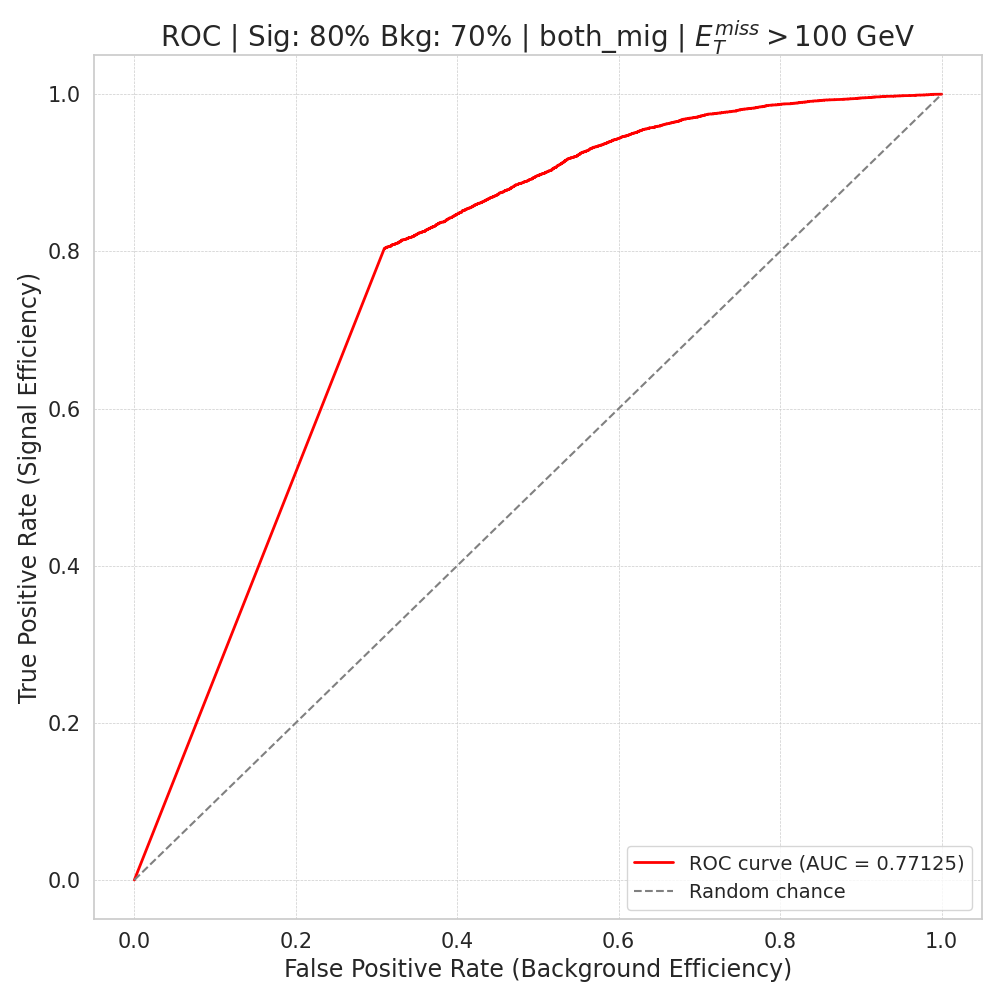 ROC | Sig: 80% Bkg: 70% | both_mig | $E_T^{miss} > 100$ GeV
1.0
0.8
0.6
0.4
0.2
0.0
True Positive Rate (Signal Efficiency)
ROC curve (AUC = 0.77125)
Random chance
0.0 0.2 0.4 0.6 0.8 1.0
False Positive Rate (Background Efficiency)